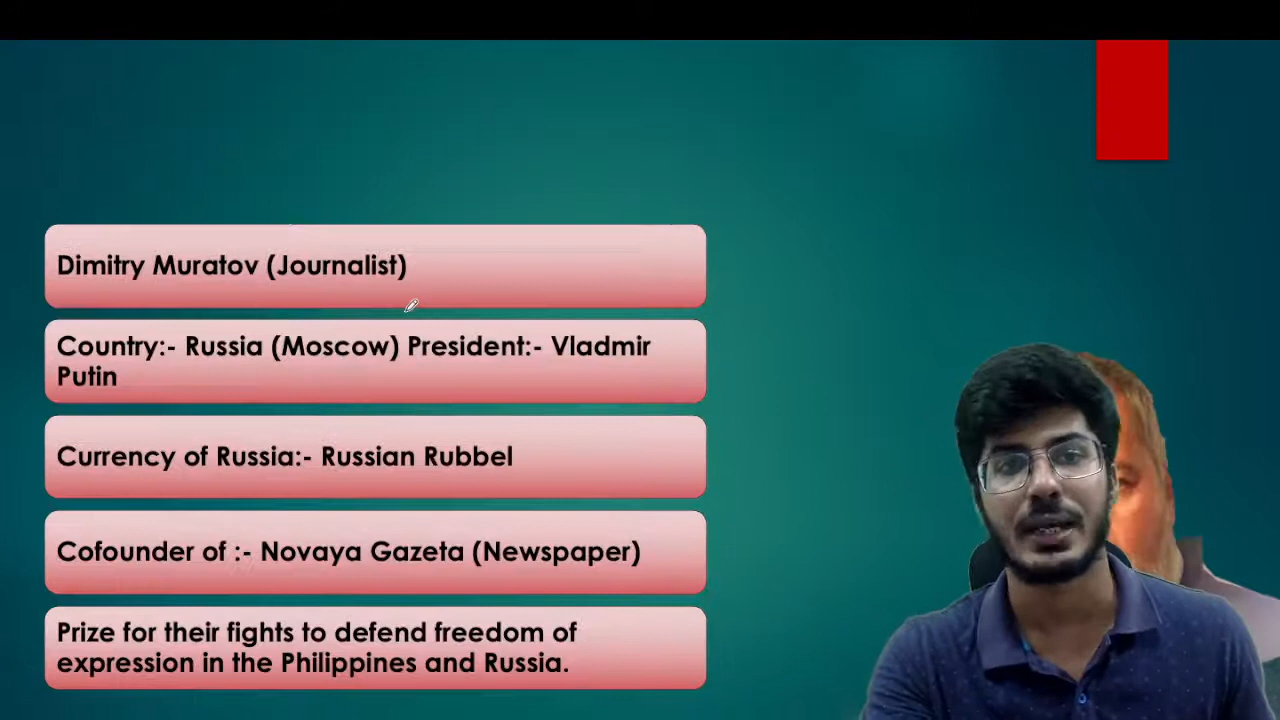 Dimitry Muratov (Journalist)
Country:- Russia (Moscow) President:- Vladmir
Putin
Currency of Russia:- Russian Rubbel
Cofounder of :- Novaya Gazeta (Newspaper)
Prize for their fights to defend freedom of
expression in the Philippines and Russia.